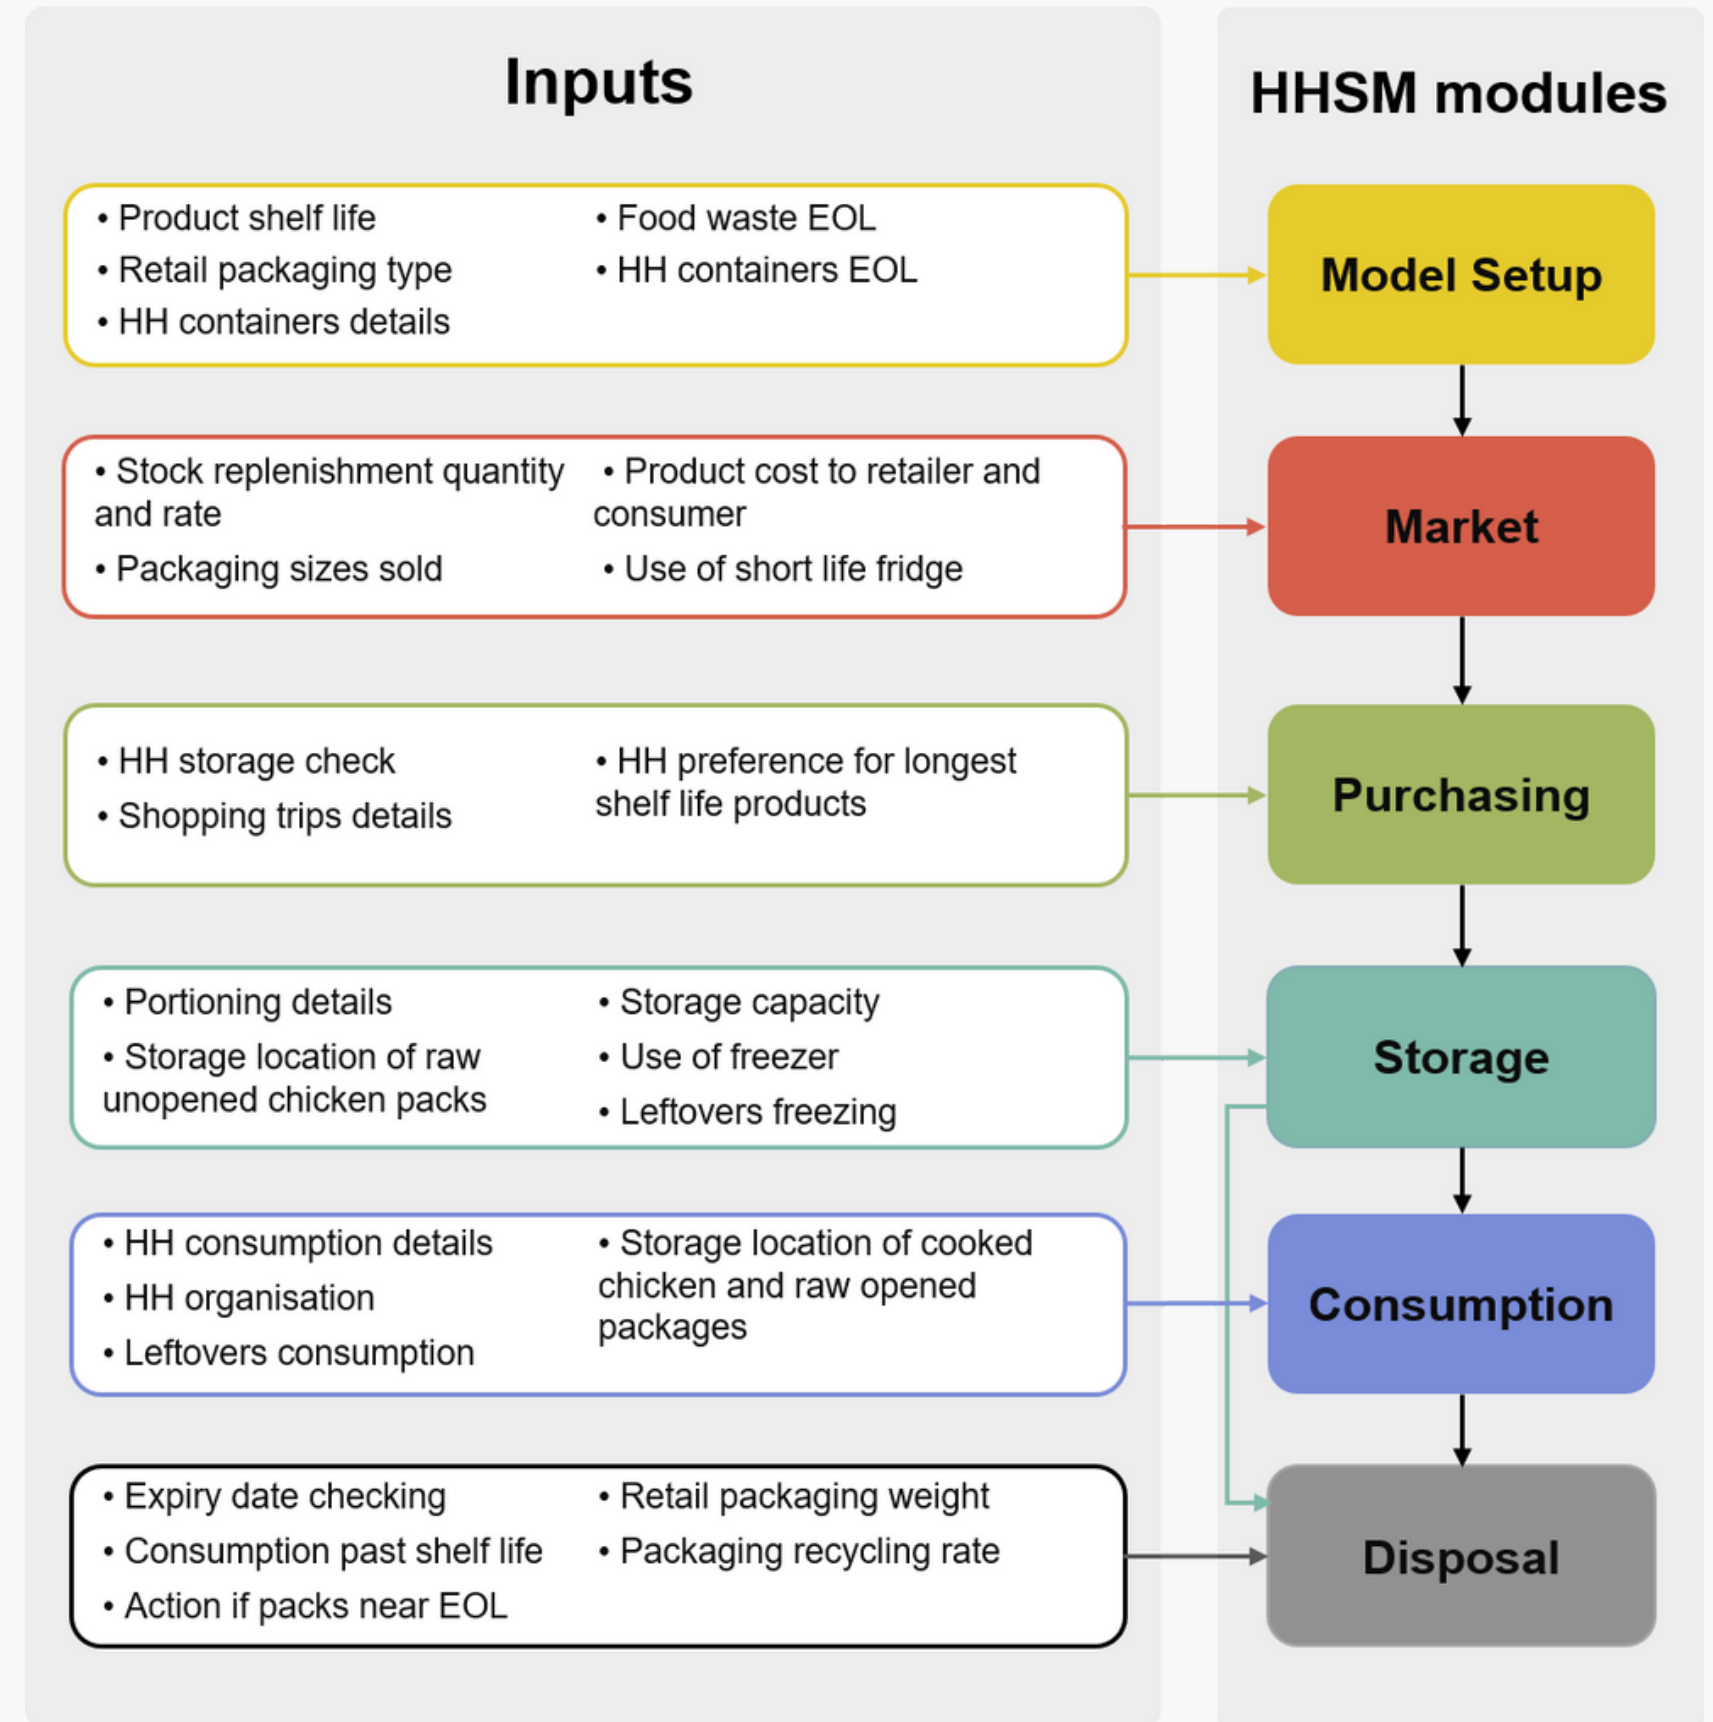 Inputs
HHSM modules
• Product shelf life
• Retail packaging type
• HH containers details
• Food waste EOL
• HH containers EOL
Model Setup
• Stock replenishment quantity
and rate
• Packaging sizes sold
• Product cost to retailer and
consumer
• Use of short life fridge
Market
• HH storage check
• Shopping trips details
• HH preference for longest
shelf life products
Purchasing
• Portioning details
• Storage location of raw
unopened chicken packs
• Storage capacity
• Use of freezer
• Leftovers freezing
Storage
• HH consumption details
• HH organisation
• Leftovers consumption
• Storage location of cooked
chicken and raw opened
packages
Consumption
• Expiry date checking
• Consumption past shelf life
• Action if packs near EOL
• Retail packaging weight
• Packaging recycling rate
Disposal